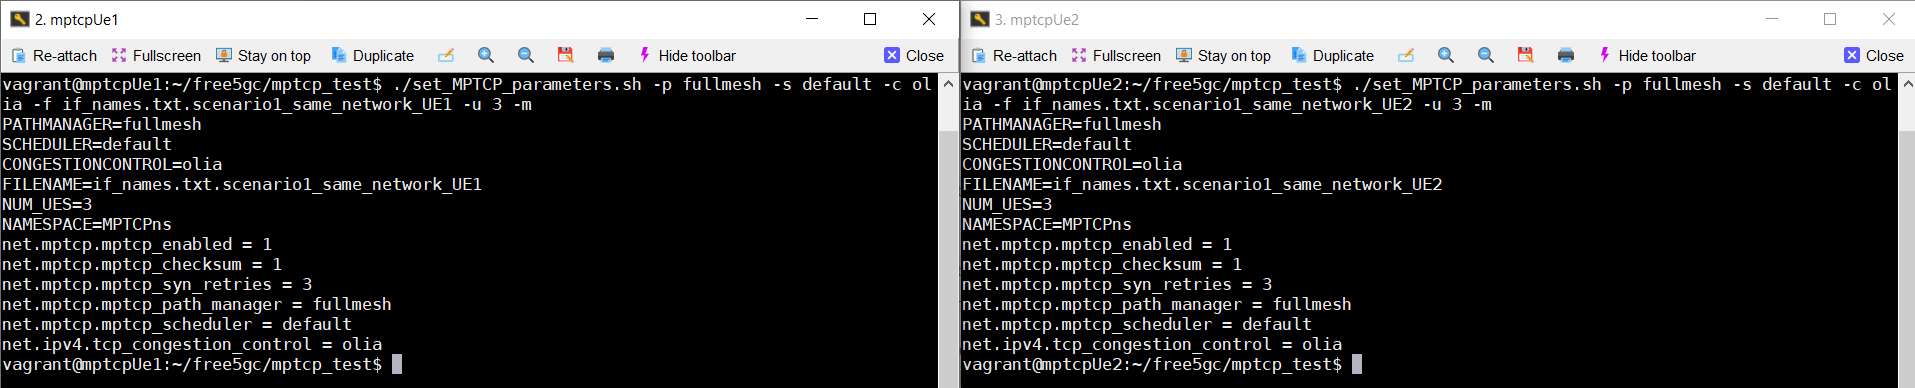 2. mptcpUe1
Re-attach Fullscreen Stay on top Duplicate Hide toolbar Close
vagrant@mptcpUe1:~/free5gc/mptcp_test$ ./set_MPTCP_parameters.sh -p fullmesh -s default -c ol
ia -f if_names.txt.scenario1_same_network_UE1 -u 3 -m
PATHMANAGER=fullmesh
SCHEDULER=default
CONGESTIONCONTROL=olia
FILENAME=if_names.txt.scenario1_same_network_UE1
NUM_UES=3
NAMESPACE=MPTCPns
net.mptcp.mptcp_enabled = 1
net.mptcp.mptcp_checksum = 1
net.mptcp.mptcp_syn_retries = 3
net.mptcp.mptcp_path_manager = fullmesh
net.mptcp.mptcp_scheduler = default
net.ipv4.tcp_congestion_control = olia
vagrant@mptcpUe1:~/free5gc/mptcp_test$
3. mptcpUe2
Re-attach Fullscreen Stay on top Duplicate Hide toolbar Close
vagrant@mptcpUe2:~/free5gc/mptcp_test$ ./set_MPTCP_parameters.sh -p fullmesh -s default -c ol
ia -f if_names.txt.scenario1_same_network_UE2 -u 3 -m
PATHMANAGER=fullmesh
SCHEDULER=default
CONGESTIONCONTROL=olia
FILENAME=if_names.txt.scenario1_same_network_UE2
NUM_UES=3
NAMESPACE=MPTCPns
net.mptcp.mptcp_enabled = 1
net.mptcp.mptcp_checksum = 1
net.mptcp.mptcp_syn_retries = 3
net.mptcp.mptcp_path_manager = fullmesh
net.mptcp.mptcp_scheduler = default
net.ipv4.tcp_congestion_control = olia
vagrant@mptcpUe2:~/free5gc/mptcp_test$